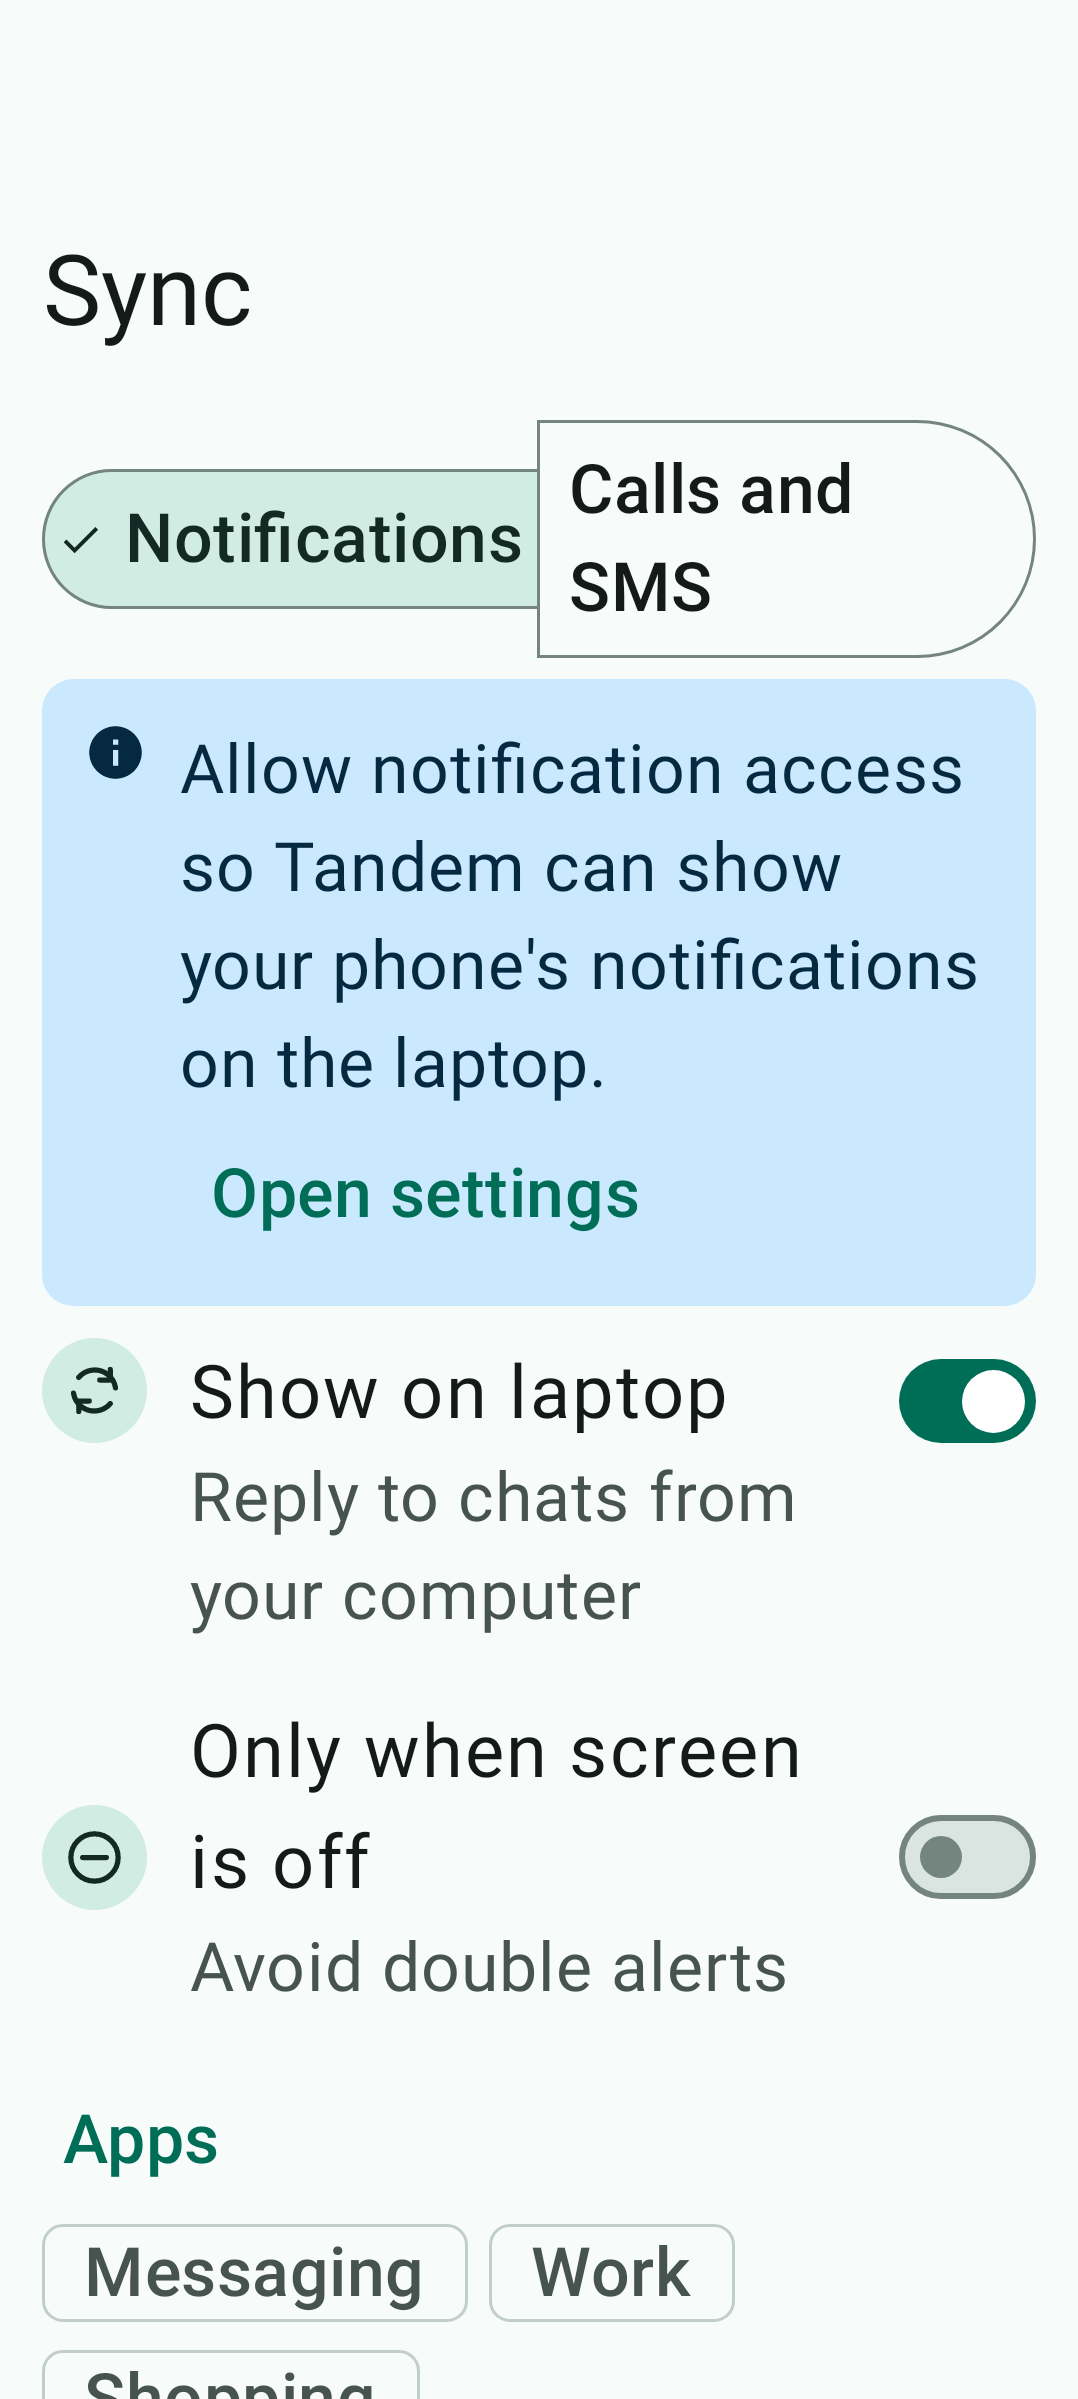 Sync
Notifications
Calls and
SMS
Allow notification access
so Tandem can show
your phone's notifications
on the laptop.
Open settings
Show on laptop
Reply to chats from
your computer
Only when screen
is off
Avoid double alerts
Apps
Messaging
Work
Shopping